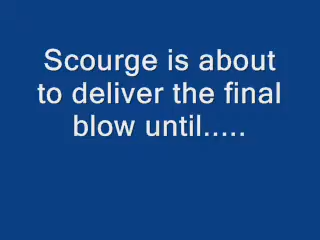 Scourge is about
to deliver the final
blow until.....